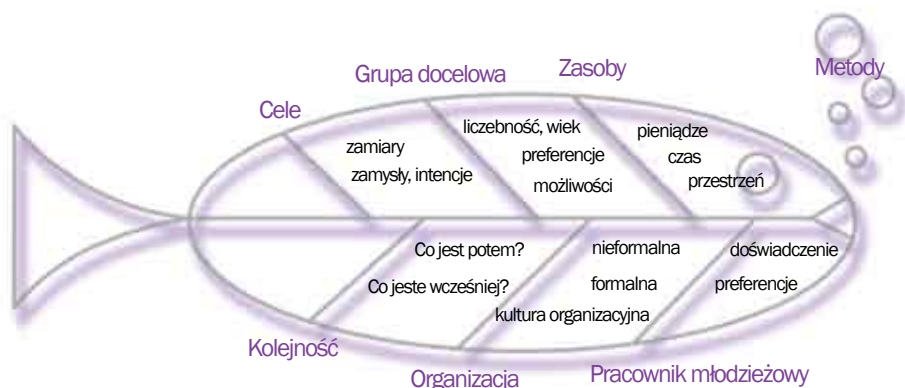 Metody
Zasoby
Grupa docelowa
Cele
liczebność, wiek
preferencje
możliwości
pieniądze
czas
przestrzeń
zamiary
zamysły, intencje
Co jest potem?
Co jeste wcześniej?
nieformalna
formalna
kultura organizacyjna
doświadczenie
preferencje
Kolejność
Organizacja
Pracownik młodzieżowy